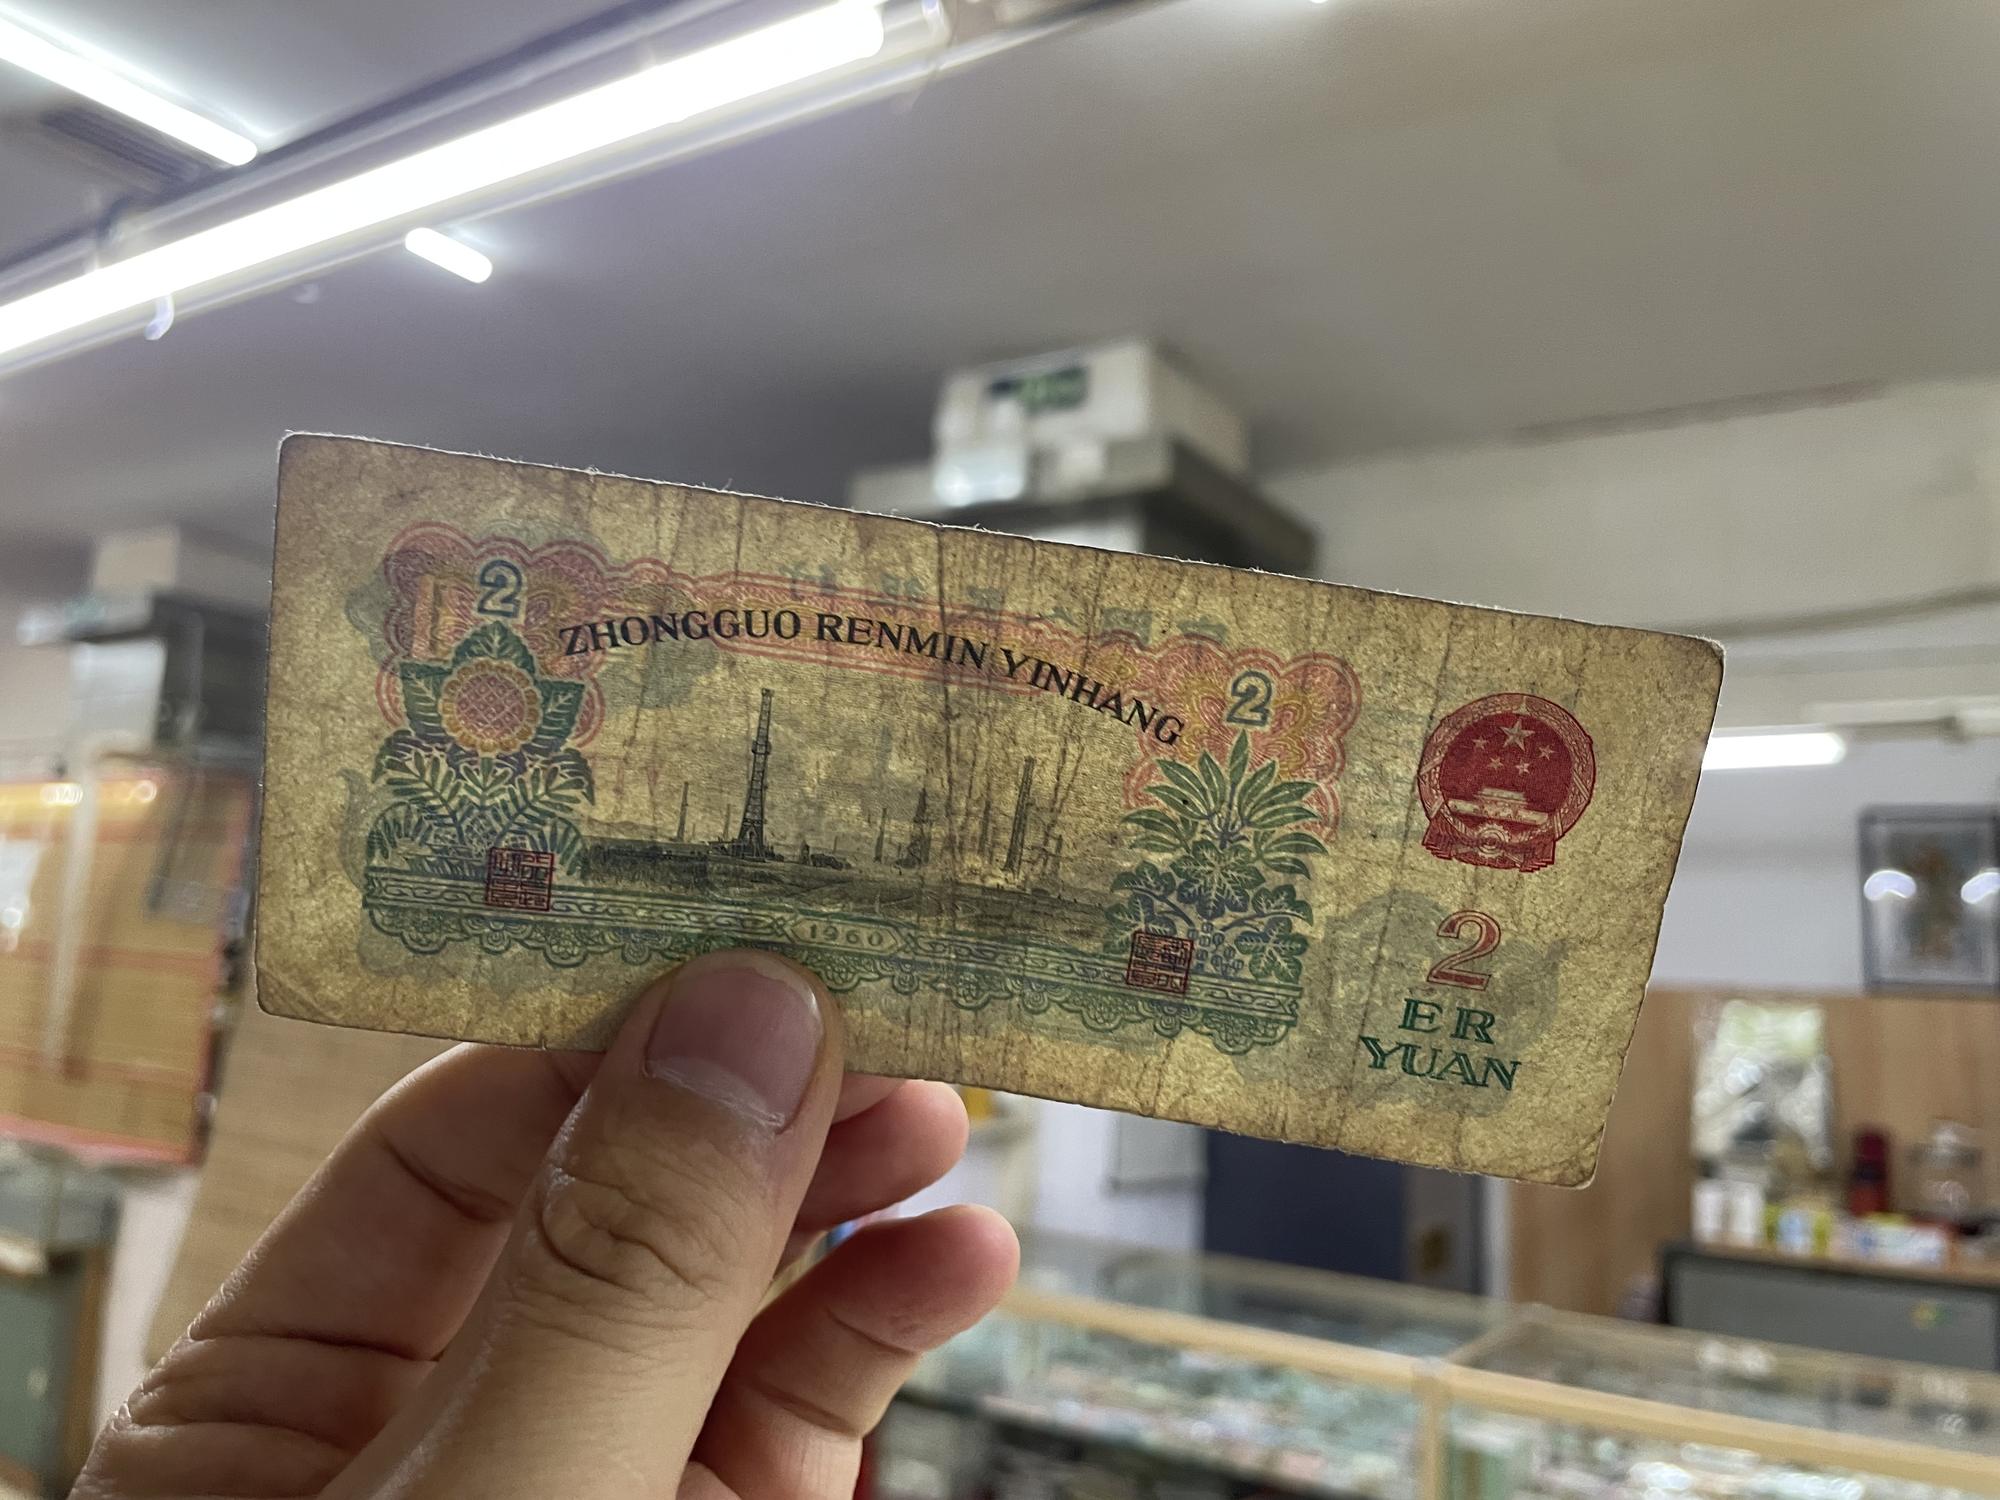 2
ZHONGGUO RENMIN YINHANG
2
1960
2
ER
YUAN